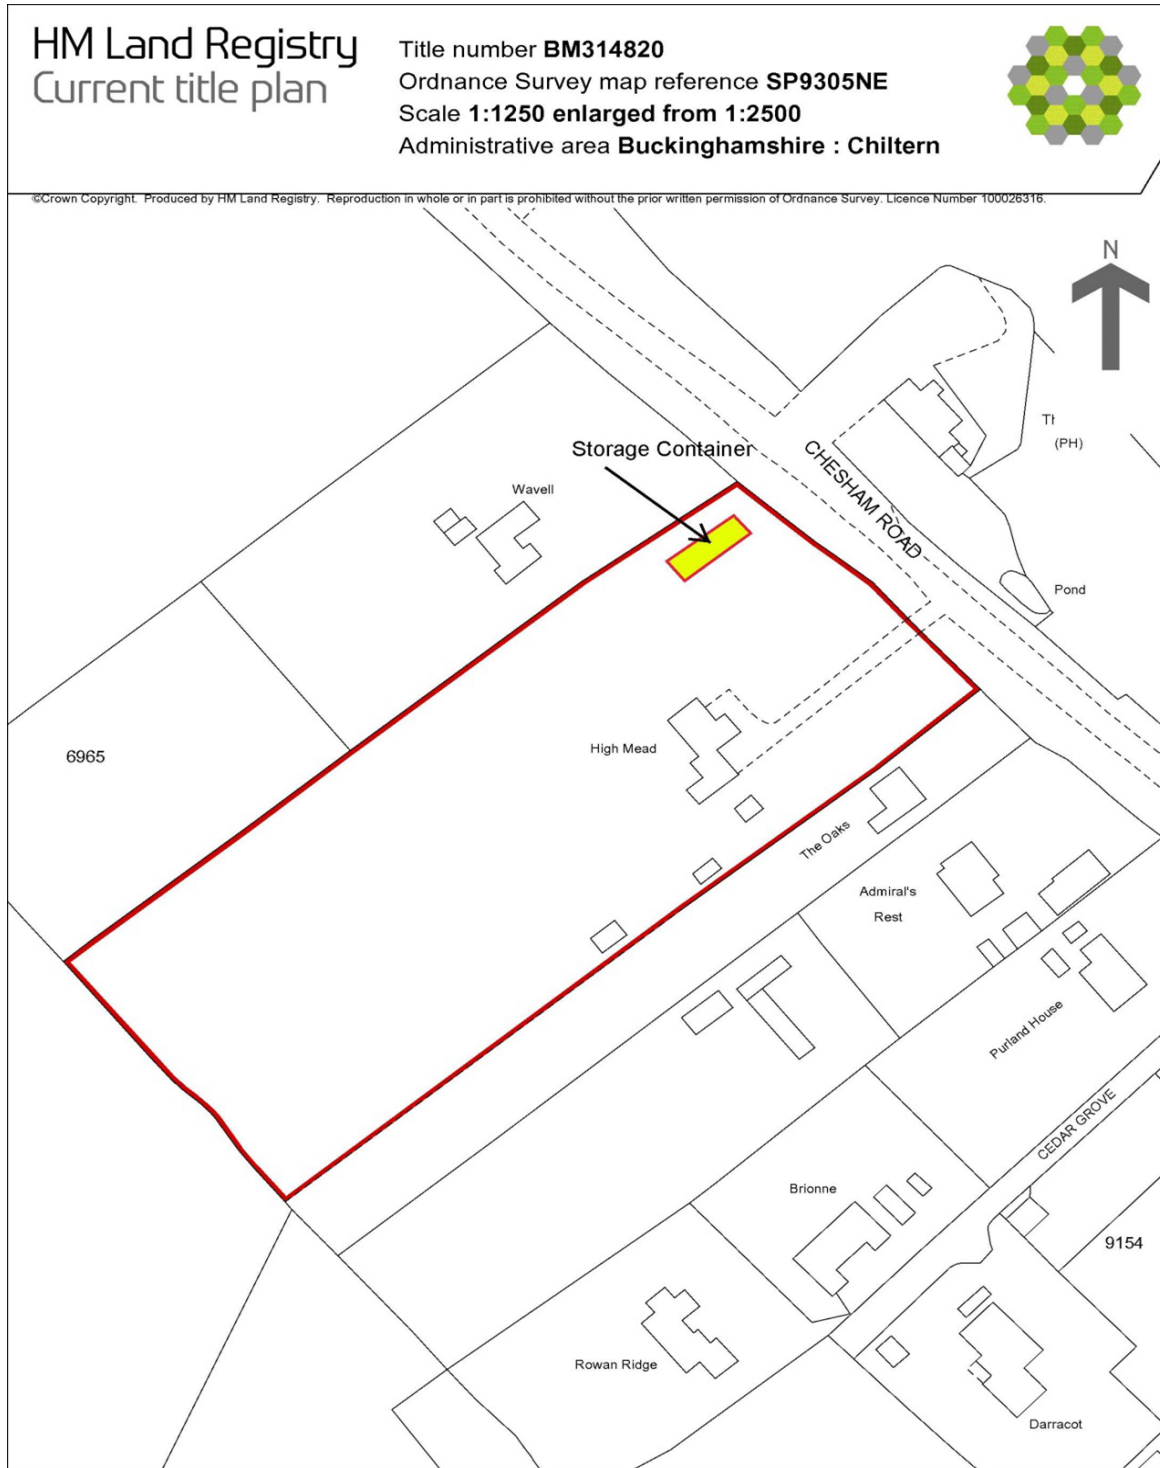 HM Land Registry
Current title plan
Title number BM314820
Ordnance Survey map reference SP9305NE
Scale 1:1250 enlarged from 1:2500
Administrative area Buckinghamshire : Chiltern
©Crown Copyright. Produced by HM Land Registry. Reproduction in whole or in part is prohibited without the prior written permission of Ordnance Survey. Licence Number 100026316.
N
(PH)
Storage Container
CHESHAM ROAD
Wavell
Pond
High Mead
6965
The Oaks
Admiral's
Rest
Purland House
CEDAR GROVE
Brionne
9154
Rowan Ridge
Darracot